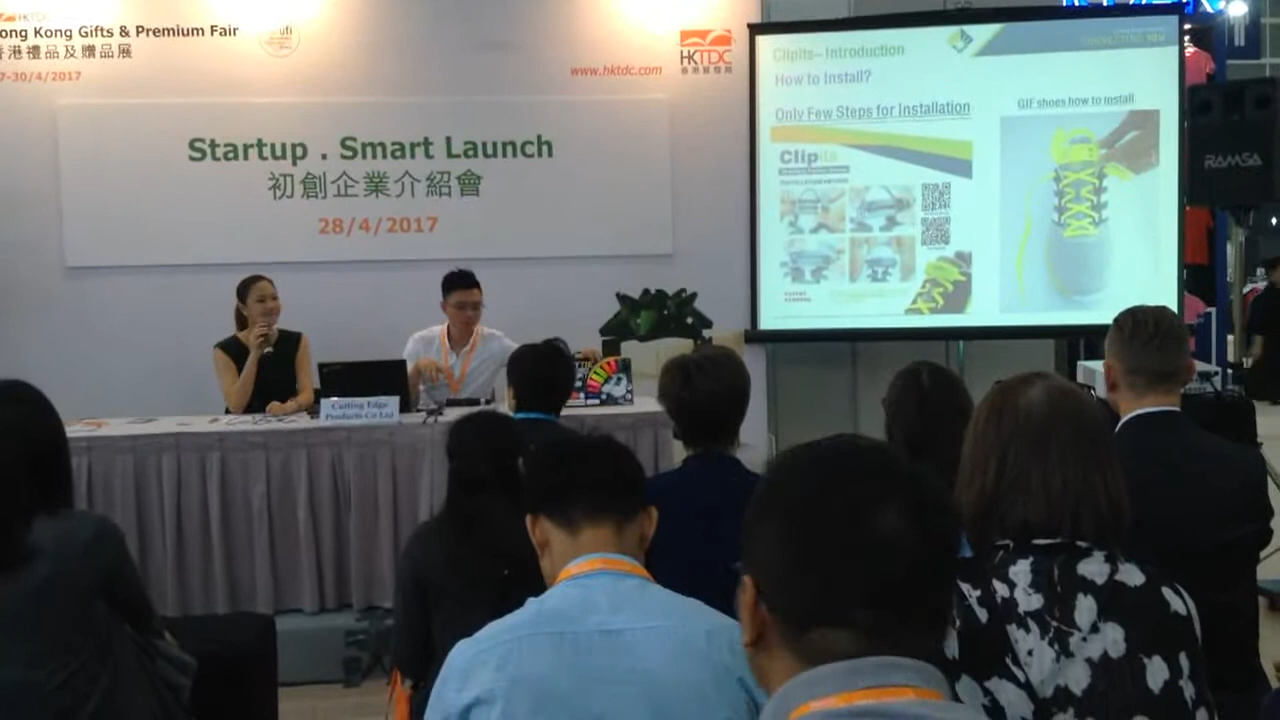 HKTDC
ong Kong Gifts & Premium Fair
香港禮品及贈品展
7-30/4/2017
ufi
www.hktdc.com
HKTDC
香港貿發局
Startup . Smart Launch
初創企業介紹會
28/4/2017
Cutting Edge
Products Co Ltd
Clipits– Introduction
How to Install?
Only Few Steps for Installation
GIF shoes how to install
Clipits
RAMSA